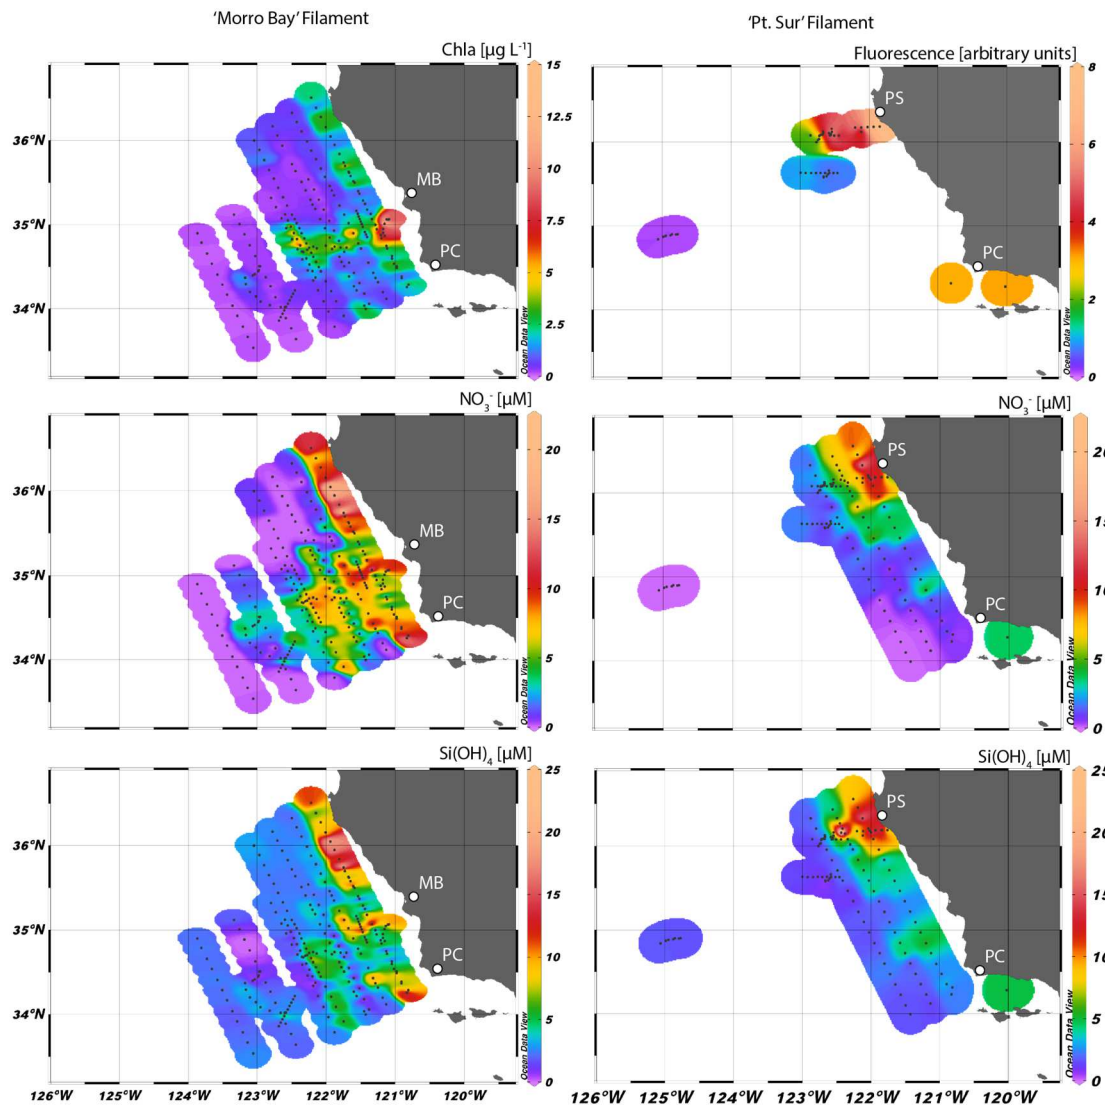 'Morro Bay' Filament
'Pt. Sur' Filament
Chla [µg L⁻¹]
15
12.5
10
7.5
5
2.5
0
36°N
35°N
34°N
MB
PC
Ocean Data View
Fluorescence [arbitrary units]
8
6
4
2
0
PS
PC
Ocean Data View
NO₃⁻ [µM]
20
15
10
5
0
36°N
35°N
34°N
MB
PC
Ocean Data View
NO₃⁻ [µM]
20
15
10
5
0
PS
PC
Ocean Data View
Si(OH)₄ [µM]
25
20
15
10
5
0
36°N
35°N
34°N
MB
PC
Ocean Data View
126°W 125°W 124°W 123°W 122°W 121°W 120°W
Si(OH)₄ [µM]
25
20
15
10
5
0
PS
PC
Ocean Data View
126°W 125°W 124°W 123°W 122°W 121°W 120°W